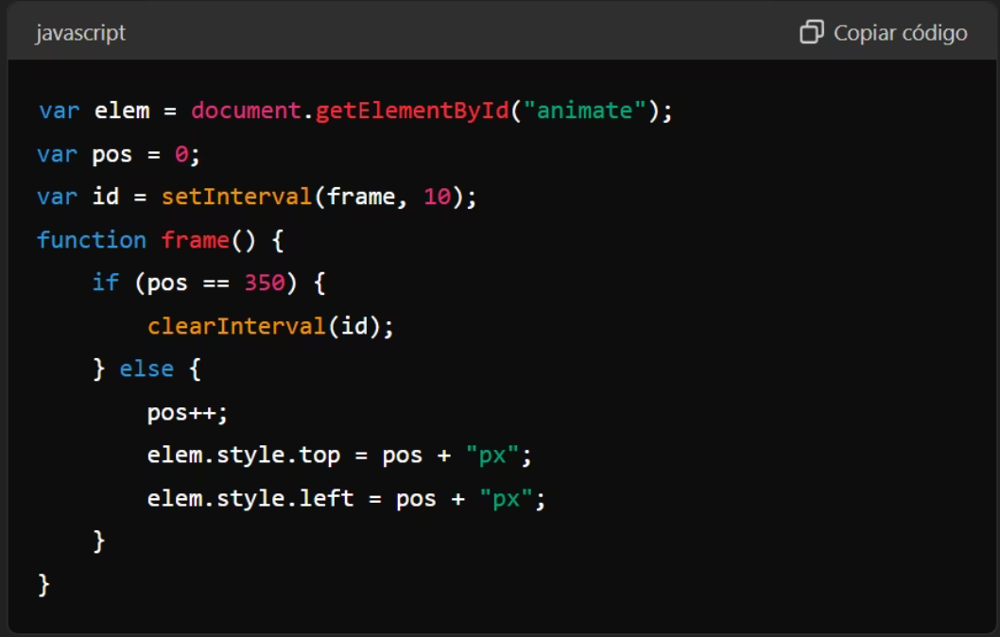 javascript
Copiar código
var elem = document.getElementById("animate");
var pos = 0;
var id = setInterval(frame, 10);
function frame() {
    if (pos == 350) {
        clearInterval(id);
    } else {
        pos++;
        elem.style.top = pos + "px";
        elem.style.left = pos + "px";
    }
}